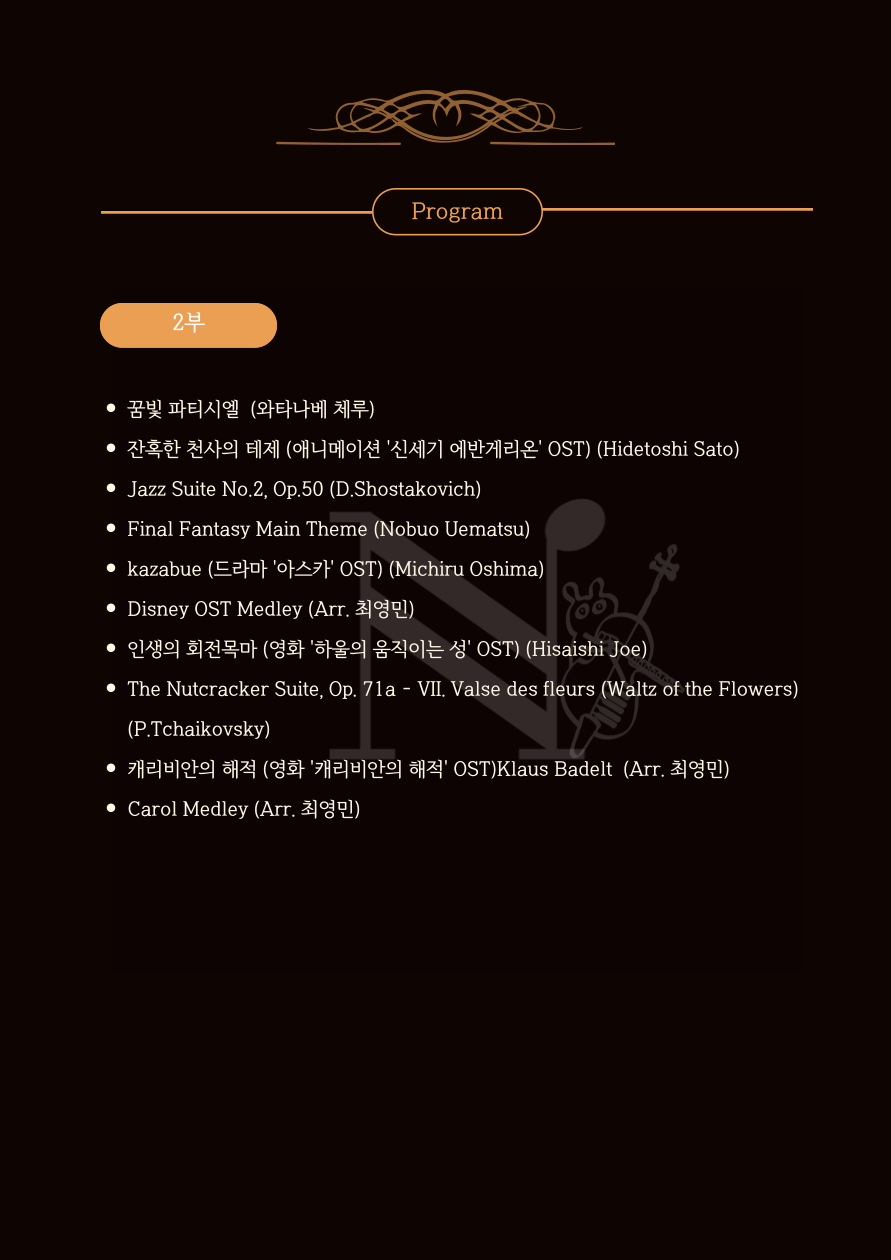 Program
2부
꿈빛 파티시엘 (와타나베 체루)
잔혹한 천사의 테제 (애니메이션 '신세기 에반게리온' OST) (Hidetoshi Sato)
Jazz Suite No.2, Op.50 (D.Shostakovich)
Final Fantasy Main Theme (Nobuo Uematsu)
kazabue (드라마 '아스카' OST) (Michiru Oshima)
Disney OST Medley (Arr. 최영민)
인생의 회전목마 (영화 '하울의 움직이는 성' OST) (Hisaishi Joe)
The Nutcracker Suite, Op. 71a - VII. Valse des fleurs (Waltz of the Flowers)
(P.Tchaikovsky)
캐리비안의 해적 (영화 '캐리비안의 해적' OST)Klaus Badelt (Arr. 최영민)
Carol Medley (Arr. 최영민)